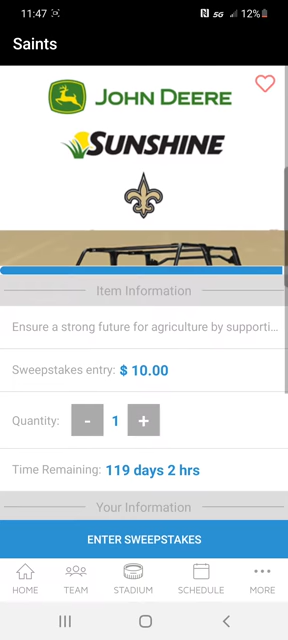 11:47 5G 12%
Saints
JOHN DEERE
SUNSHINE
Item Information
Ensure a strong future for agriculture by supporti...
Sweepstakes entry: $ 10.00
Quantity: - 1 +
Time Remaining: 119 days 2 hrs
Your Information
ENTER SWEEPSTAKES
HOME TEAM STADIUM SCHEDULE MORE